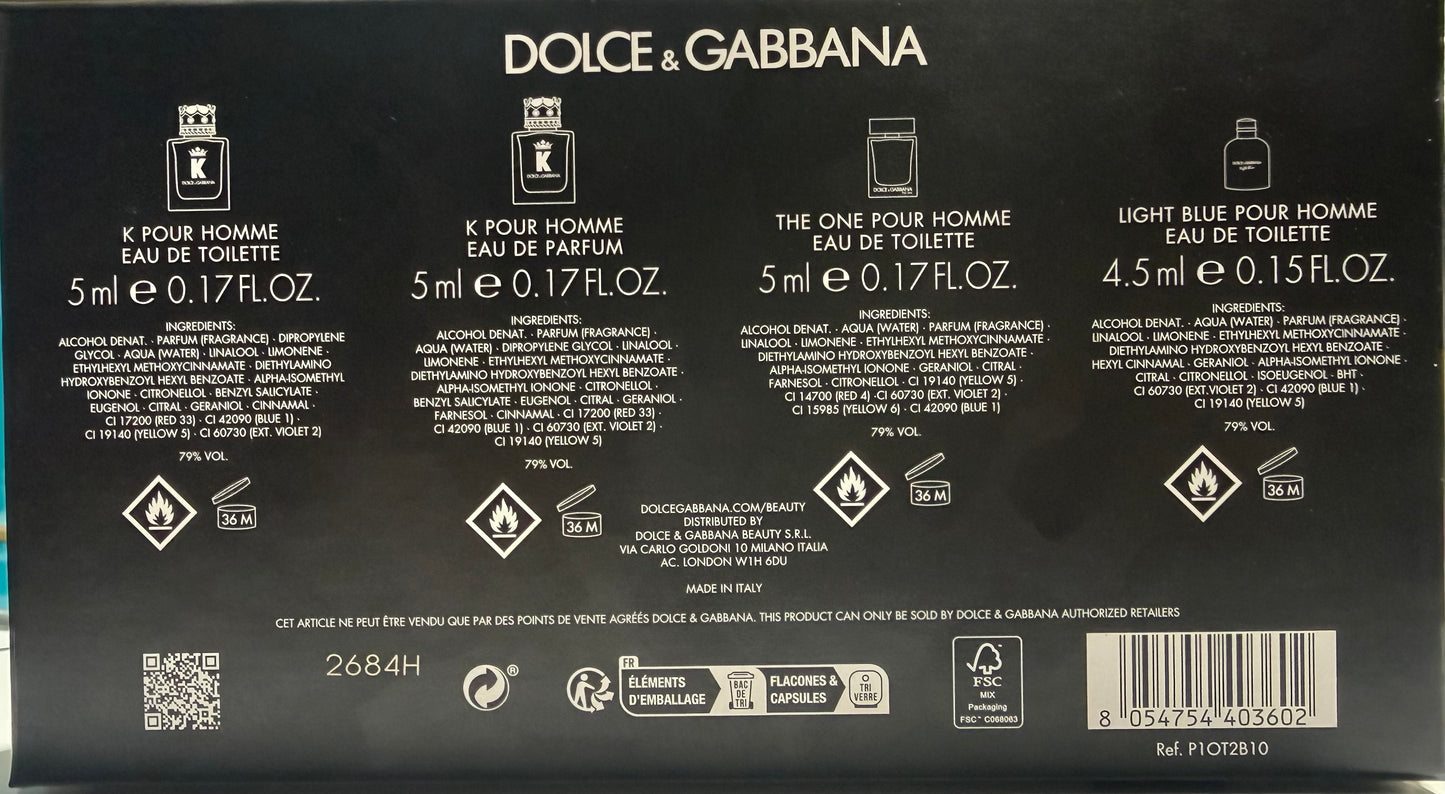 DOLCE & GABBANA
K
DOLCE & GABBANA
K POUR HOMME
EAU DE TOILETTE
5 ml ℮ 0.17 FL.OZ.
INGREDIENTS:
ALCOHOL DENAT. · PARFUM (FRAGRANCE) · DIPROPYLENE
GLYCOL · AQUA (WATER) · LINALOOL · LIMONENE ·
ETHYLHEXYL METHOXYCINNAMATE · DIETHYLAMINO
HYDROXYBENZOYL HEXYL BENZOATE · ALPHA-ISOMETHYL
IONONE · CITRONELLOL · BENZYL SALICYLATE ·
EUGENOL · CITRAL · GERANIOL · CINNAMAL ·
CI 17200 (RED 33) · CI 42090 (BLUE 1) ·
CI 19140 (YELLOW 5) · CI 60730 (EXT. VIOLET 2)
79% VOL.
36 M
K
DOLCE & GABBANA
K POUR HOMME
EAU DE PARFUM
5 ml ℮ 0.17 FL.OZ.
INGREDIENTS:
ALCOHOL DENAT. · PARFUM (FRAGRANCE) ·
AQUA (WATER) · DIPROPYLENE GLYCOL · LINALOOL ·
LIMONENE · ETHYLHEXYL METHOXYCINNAMATE ·
DIETHYLAMINO HYDROXYBENZOYL HEXYL BENZOATE ·
ALPHA-ISOMETHYL IONONE · CITRONELLOL ·
BENZYL SALICYLATE · EUGENOL · CITRAL · GERANIOL ·
FARNESOL · CINNAMAL · CI 17200 (RED 33) ·
CI 42090 (BLUE 1) · CI 60730 (EXT. VIOLET 2) ·
CI 19140 (YELLOW 5)
79% VOL.
36 M
DOLCE & GABBANA
THE ONE POUR HOMME
EAU DE TOILETTE
5 ml ℮ 0.17 FL.OZ.
INGREDIENTS:
ALCOHOL DENAT. · AQUA (WATER) · PARFUM (FRAGRANCE) ·
LINALOOL · LIMONENE · ETHYLHEXYL METHOXYCINNAMATE ·
DIETHYLAMINO HYDROXYBENZOYL HEXYL BENZOATE ·
ALPHA-ISOMETHYL IONONE · GERANIOL · CITRAL ·
FARNESOL · CITRONELLOL · CI 19140 (YELLOW 5) ·
CI 14700 (RED 4) · CI 60730 (EXT. VIOLET 2) ·
CI 15985 (YELLOW 6) · CI 42090 (BLUE 1)
79% VOL.
36 M
DOLCE & GABBANA
LIGHT BLUE POUR HOMME
EAU DE TOILETTE
4.5 ml ℮ 0.15 FL.OZ.
INGREDIENTS:
ALCOHOL DENAT. · AQUA (WATER) · PARFUM (FRAGRANCE) ·
LINALOOL · LIMONENE · ETHYLHEXYL METHOXYCINNAMATE ·
DIETHYLAMINO HYDROXYBENZOYL HEXYL BENZOATE ·
HEXYL CINNAMAL · GERANIOL · ALPHA-ISOMETHYL IONONE ·
CITRAL · CITRONELLOL · ISOEUGENOL · BHT ·
CI 60730 (EXT.VIOLET 2) · CI 42090 (BLUE 1) ·
CI 19140 (YELLOW 5)
79% VOL.
36 M
DOLCEGABBANA.COM/BEAUTY
DISTRIBUTED BY
DOLCE & GABBANA BEAUTY S.R.L.
VIA CARLO GOLDONI 10 MILANO ITALIA
AC. LONDON W1H 6DU
MADE IN ITALY
CET ARTICLE NE PEUT ÊTRE VENDU QUE PAR DES POINTS DE VENTE AGRÉÉS DOLCE & GABBANA. THIS PRODUCT CAN ONLY BE SOLD BY DOLCE & GABBANA AUTHORIZED RETAILERS
2684H
®
FR
ÉLÉMENTS
D'EMBALLAGE
BAC
DE
TRI
FLACONS &
CAPSULES
TRI
VERRE
FSC
MIX
Packaging
FSC™ C068083
8 054754 403602
Ref. P1OT2B10